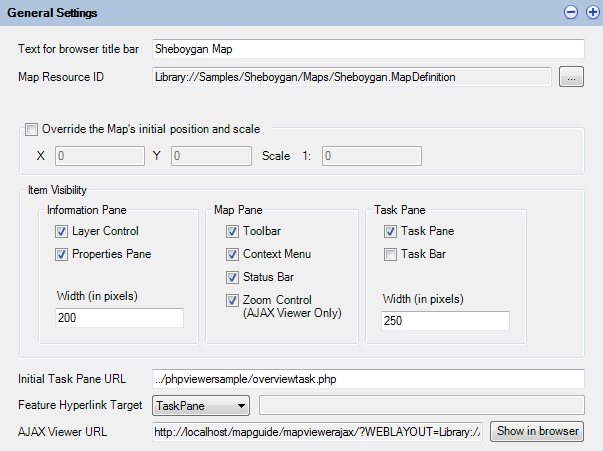 General Settings
Text for browser title bar Sheboygan Map
Map Resource ID Library://Samples/Sheboygan/Maps/Sheboygan.MapDefinition ...
Override the Map's initial position and scale
X 0 Y 0 Scale 1: 0
Item Visibility
Information Pane Map Pane Task Pane
Layer Control Toolbar Task Pane
Properties Pane Context Menu Task Bar
Status Bar
Width (in pixels) Zoom Control Width (in pixels)
(AJAX Viewer Only)
200 250
Initial Task Pane URL ../phpviewersample/overviewtask.php
Feature Hyperlink Target TaskPane
AJAX Viewer URL http://localhost/mapguide/mapviewerajax/?WEBLAYOUT=Library:/ Show in browser